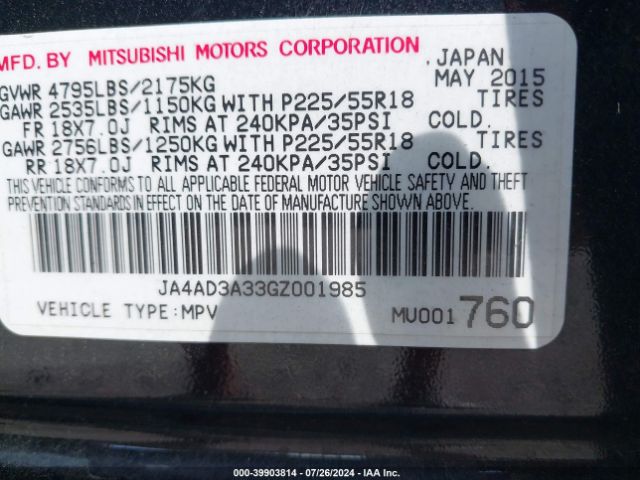 MFD. BY MITSUBISHI MOTORS CORPORATION . JAPAN
GVWR 4795LBS/2175KG MAY 2015
GAWR 2535LBS/1150KG WITH P225/55R18 TIRES
FR 18X7.0J RIMS AT 240KPA/35PSI COLD.
GAWR 2756LBS/1250KG WITH P225/55R18 TIRES
RR 18X7.0J RIMS AT 240KPA/35PSI COLD.
THIS VEHICLE CONFORMS TO ALL APPLICABLE FEDERAL MOTOR VEHICLE SAFETY AND THEFT
PREVENTION STANDARDS IN EFFECT ON THE DATE OF MANUFACTURE SHOWN ABOVE.
JA4AD3A33GZ001985
VEHICLE TYPE:MPV MU001 760
000-39903814 - 07/26/2024 - IAA Inc.